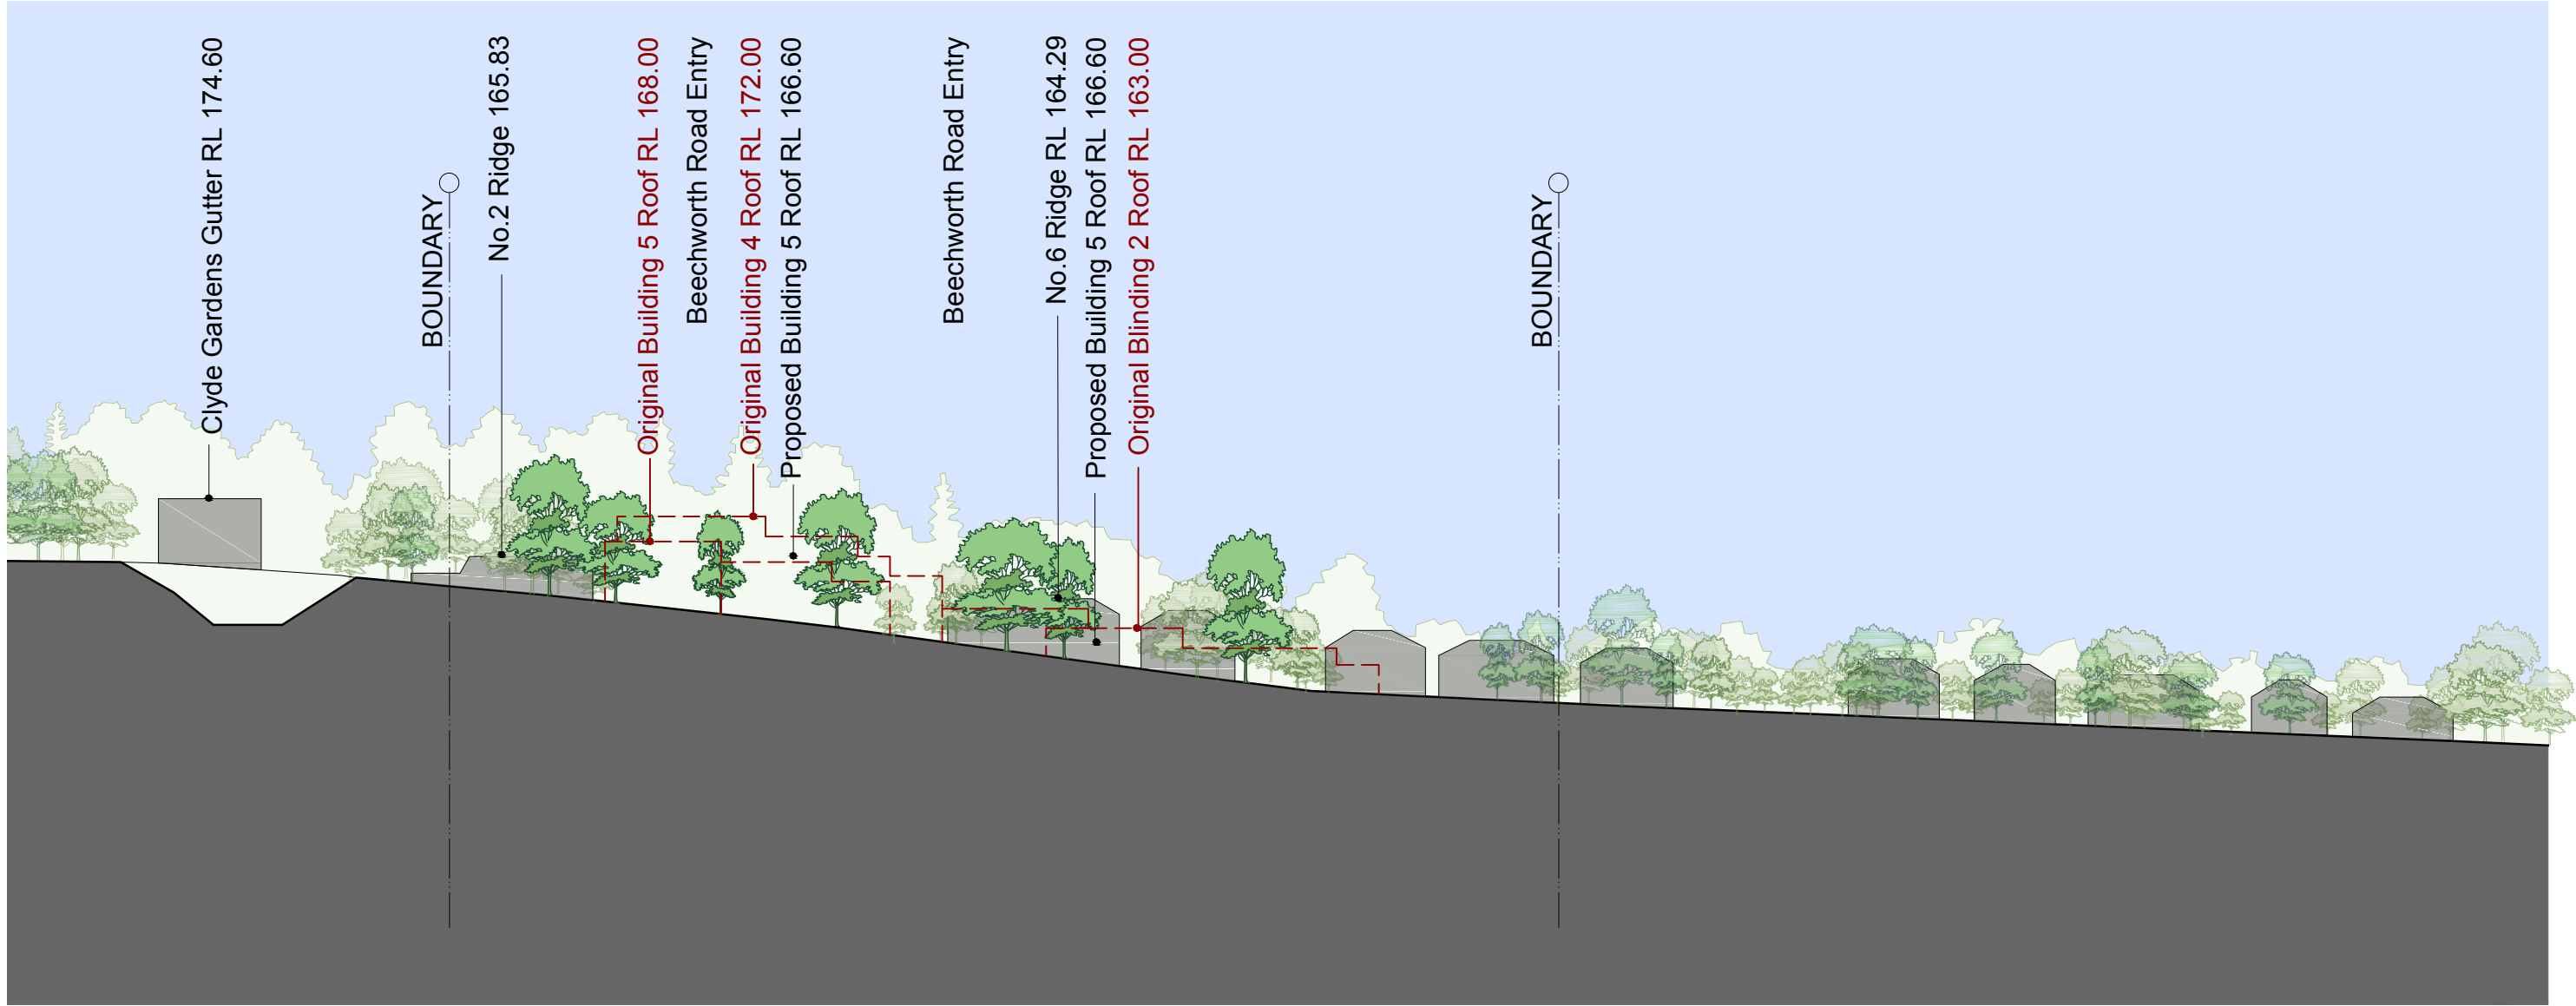 Clyde Gardens Gutter RL 174.60
BOUNDARY
No.2 Ridge 165.83
Original Building 5 Roof RL 168.00
Beechworth Road Entry
Original Building 4 Roof RL 172.00
Proposed Building 5 Roof RL 166.60
Beechworth Road Entry
No.6 Ridge RL 164.29
Proposed Building 5 Roof RL 166.60
Original Blinding 2 Roof RL 163.00
BOUNDARY